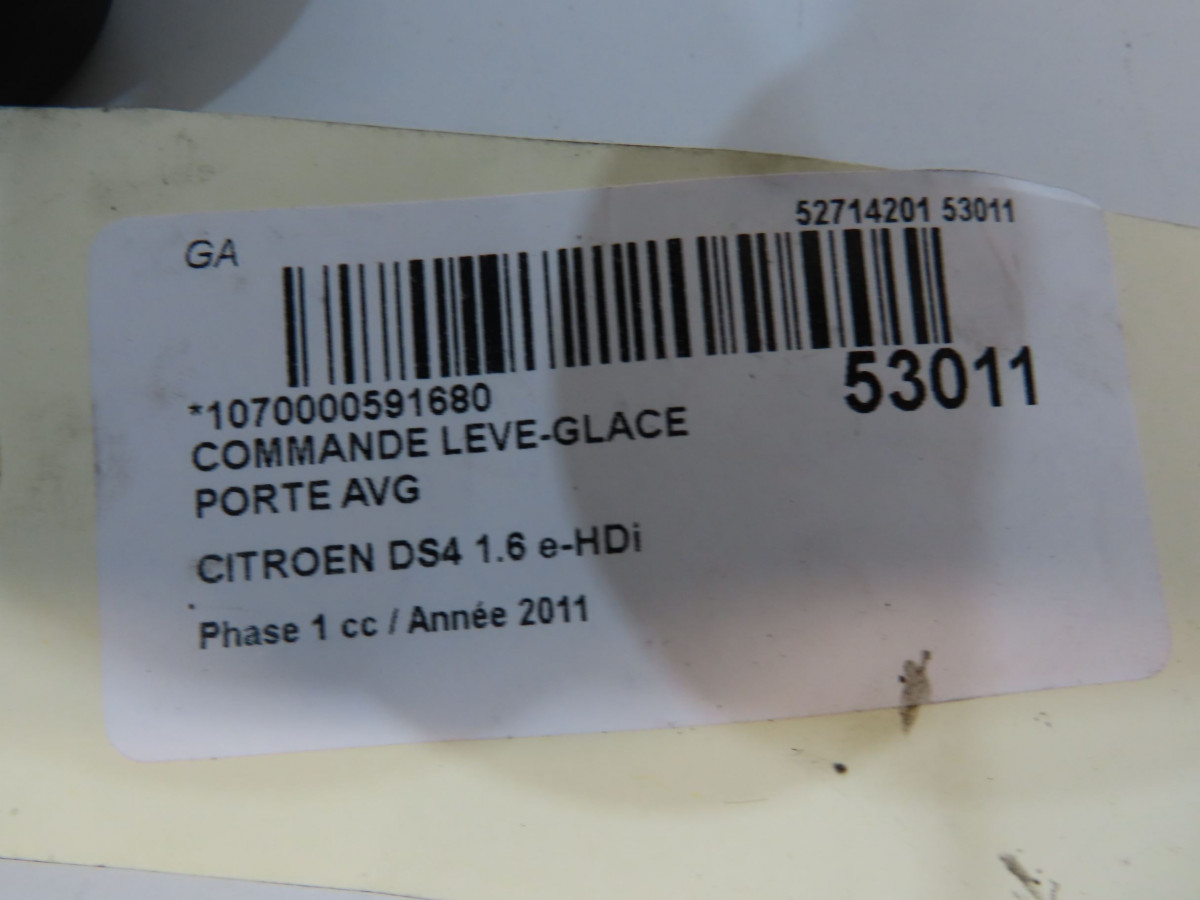 GA
52714201 53011
*1070000591680
53011
COMMANDE LEVE-GLACE
PORTE AVG
CITROEN DS4 1.6 e-HDi
Phase 1 cc / Année 2011